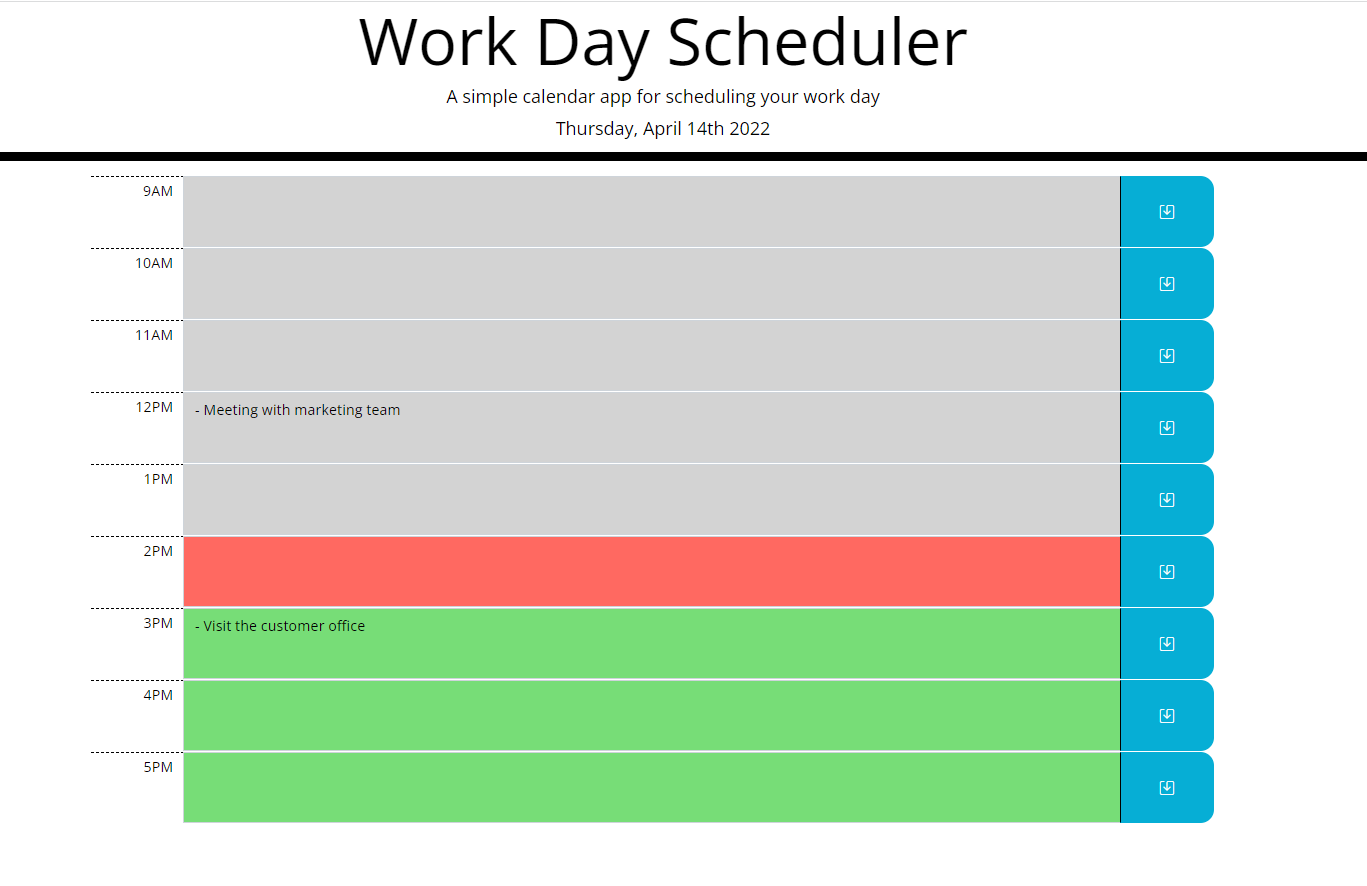 Work Day Scheduler
A simple calendar app for scheduling your work day
Thursday, April 14th 2022
9AM
10AM
11AM
12PM
- Meeting with marketing team
1PM
2PM
3PM
- Visit the customer office
4PM
5PM